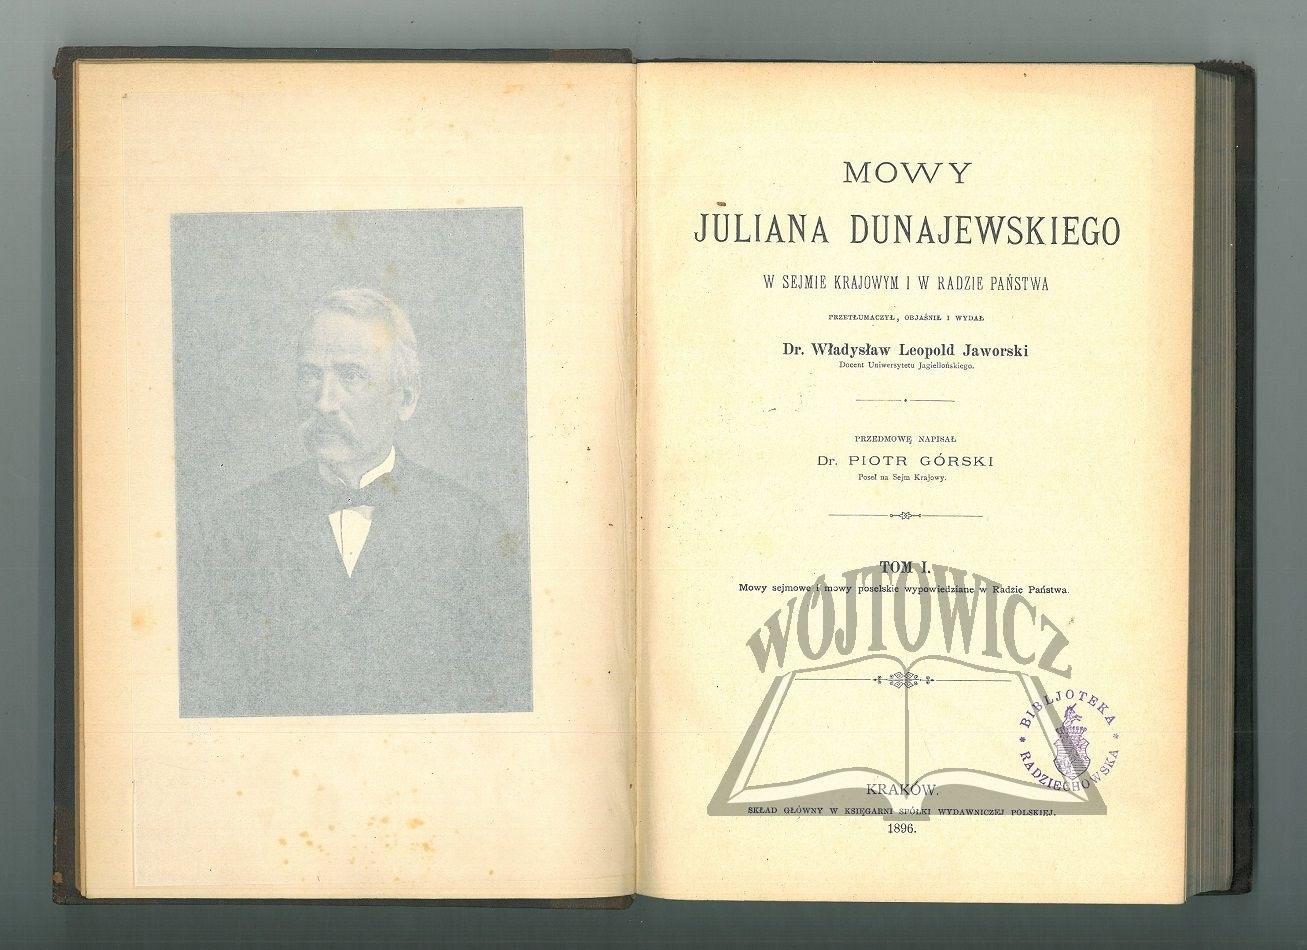 MOWY
JULIANA DUNAJEWSKIEGO
W SEJMIE KRAJOWYM I W RADZIE PAŃSTWA
PRZETŁUMACZYŁ, OBJAŚNIŁ I WYDAŁ
Dr. Władysław Leopold Jaworski
Docent Uniwersytetu Jagiellońskiego.
PRZEDMOWĘ NAPISAŁ
Dr. PIOTR GÓRSKI
Poseł na Sejm Krajowy.
TOM I.
Mowy sejmowe i mowy poselskie wypowiedziane w Radzie Państwa.
WÓJTOWICZ
* BIBLJOTEKA *
RADZIECHOWSKA
KRAKÓW.
SKŁAD GŁÓWNY W KSIĘGARNI SPÓŁKI WYDAWNICZEJ POLSKIEJ.
1896.